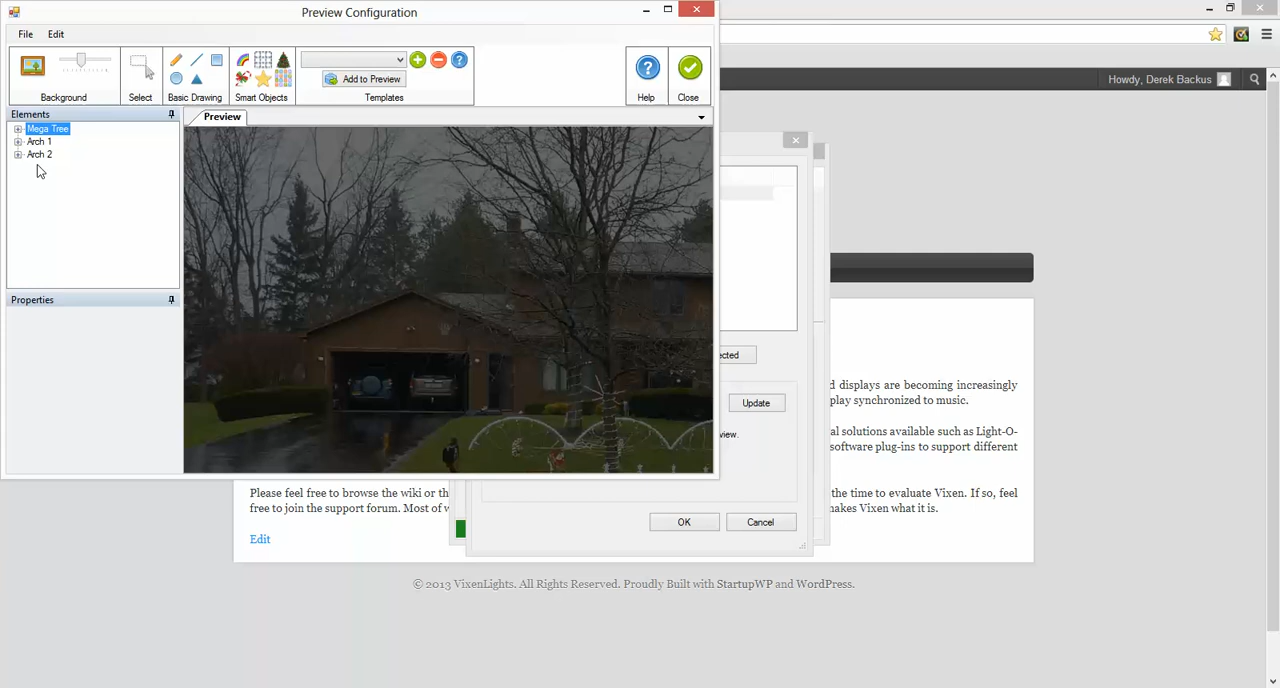 Preview Configuration
File Edit
Add to Preview
Background
Select
Basic Drawing
Smart Objects
Templates
Help
Close
Elements
Preview
Mega Tree
Arch 1
Arch 2
Properties
Howdy, Derek Backus
ected
Update
view.
d displays are becoming increasingly
play synchronized to music.
al solutions available such as Light-O-
software plug-ins to support different
Please feel free to browse the wiki or th
the time to evaluate Vixen. If so, feel
free to join the support forum. Most of w
makes Vixen what it is.
OK
Cancel
Edit
© 2013 VixenLights. All Rights Reserved. Proudly Built with StartupWP and WordPress.